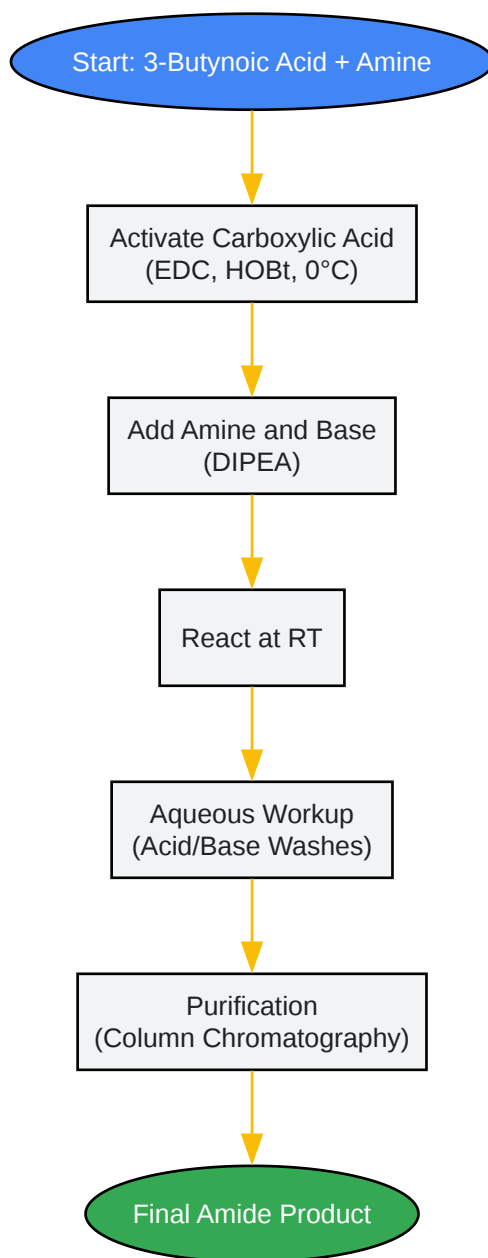 Start: 3-Butynoic Acid + Amine
Activate Carboxylic Acid
(EDC, HOBt, 0°C)
Add Amine and Base
(DIPEA)
React at RT
Aqueous Workup
(Acid/Base Washes)
Purification
(Column Chromatography)
Final Amide Product